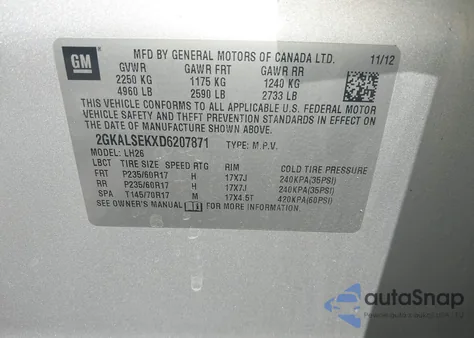 GM
MFD BY GENERAL MOTORS OF CANADA LTD. 11/12
GVWR GAWR FRT GAWR RR
2250 KG 1175 KG 1240 KG
4960 LB 2590 LB 2733 LB
THIS VEHICLE CONFORMS TO ALL APPLICABLE U.S. FEDERAL MOTOR
VEHICLE SAFETY AND THEFT PREVENTION STANDARDS IN EFFECT ON
THE DATE OF MANUFACTURE SHOWN ABOVE.
2GKALSEKXD6207871 TYPE: M.P.V.
MODEL: LH26
LBCT TIRE SIZE SPEED RTG RIM COLD TIRE PRESSURE
FRT P235/60R17 H 17X7J 240KPA(35PSI)
RR P235/60R17 H 17X7J 240KPA(35PSI)
SPA T145/70R17 M 17X4.5T 420KPA(60PSI)
SEE OWNER'S MANUAL FOR MORE INFORMATION.
autoSnap